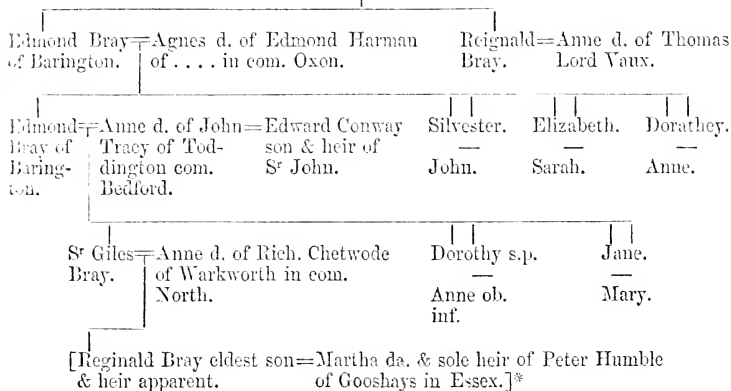 Edmond Bray=Agnes d. of Edmond Harman
of Barington. of . . . . in com. Oxon.
Reignald=Anne d. of Thomas
Bray. Lord Vaux.
Edmond=Anne d. of John=Edward Conway
Bray of Tracy of Tod- son & heir of
Baring- dington com. Sʳ John.
ton. Bedford.
Silvester.
—
John.
Elizabeth.
—
Sarah.
Dorathey.
—
Anne.
Sʳ Giles=Anne d. of Rich. Chetwode
Bray. of Warkworth in com.
North.
Dorothy s.p.
—
Anne ob.
inf.
Jane.
—
Mary.
[Reginald Bray eldest son=Martha da. & sole heir of Peter Humble
& heir apparent. of Gooshays in Essex.]*